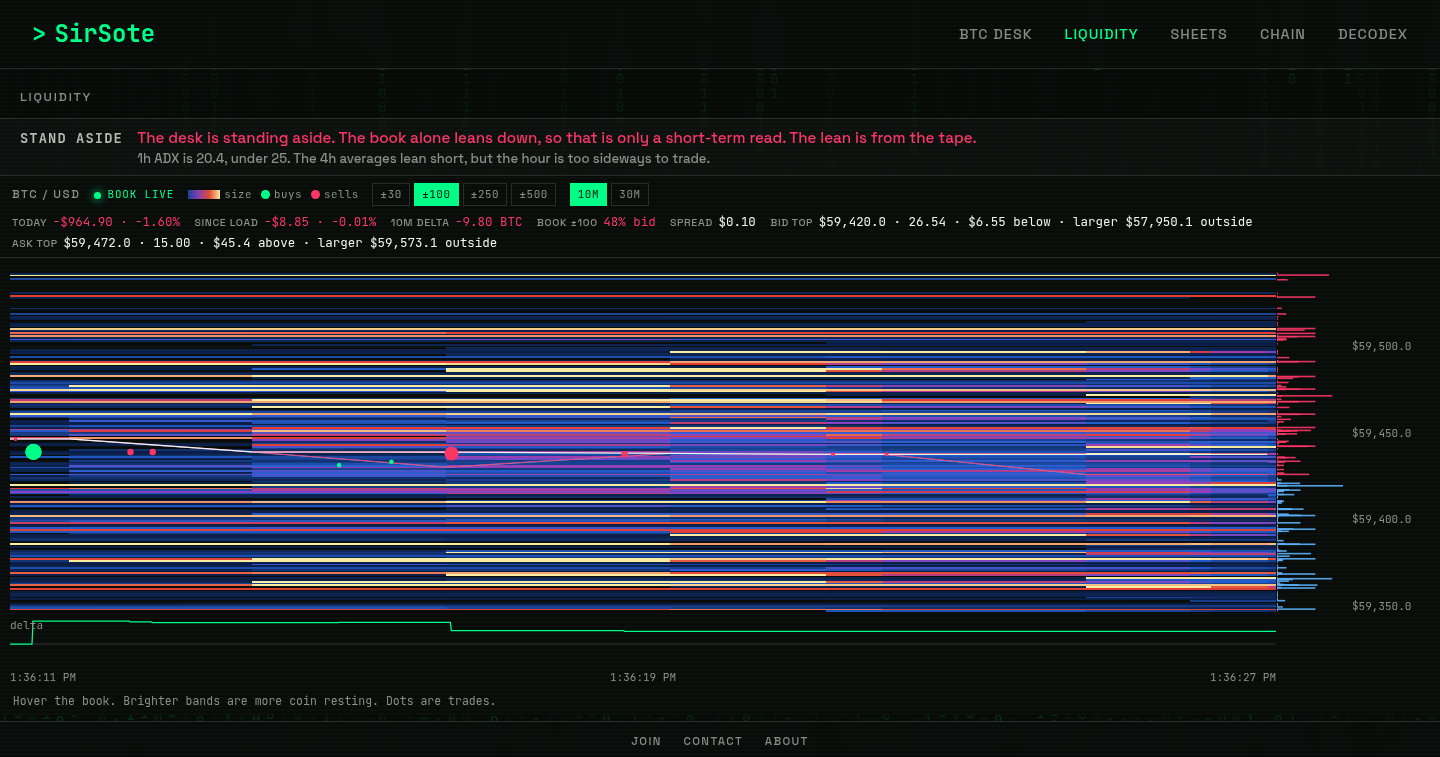 > SirSote
BTC DESK LIQUIDITY SHEETS CHAIN DECODEX
LIQUIDITY
STAND ASIDE The desk is standing aside. The book alone leans down, so that is only a short-term read. The lean is from the tape.
1h ADX is 20.4, under 25. The 4h averages lean short, but the hour is too sideways to trade.
BTC / USD BOOK LIVE size buys sells ±30 ±100 ±250 ±500 10M 30M
TODAY -$964.90 · -1.60% SINCE LOAD -$8.85 · -0.01% 10M DELTA -9.80 BTC BOOK ±100 48% bid SPREAD $0.10 BID TOP $59,420.0 · 26.54 · $6.55 below · larger $57,950.1 outside
ASK TOP $59,472.0 · 15.00 · $45.4 above · larger $59,573.1 outside
$59,500.0
$59,450.0
$59,400.0
$59,350.0
delta
1:36:11 PM 1:36:19 PM 1:36:27 PM
Hover the book. Brighter bands are more coin resting. Dots are trades.
JOIN CONTACT ABOUT